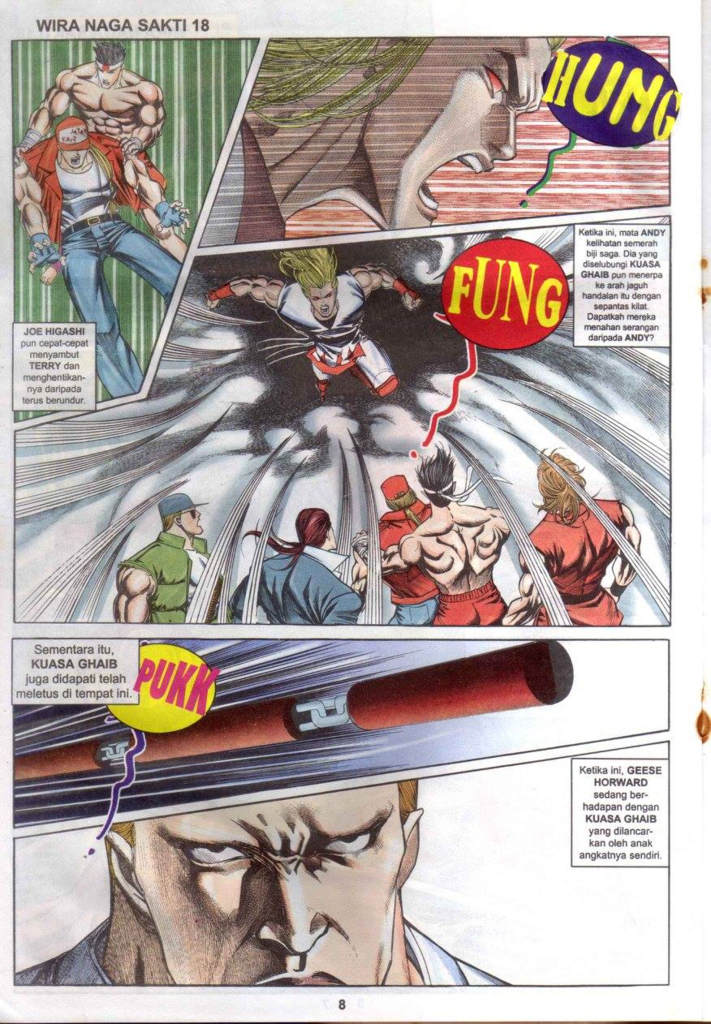 WIRA NAGA SAKTI 18
HUNG
JOE HIGASHI
pun cepat-cepat
menyambut
TERRY dan
menghentikan-
nya daripada
terus berundur.
Ketika ini, mata ANDY
kelihatan semerah
biji saga. Dia yang
diselubungi KUASA
GHAIB pun menerpa
ke arah jaguh
handalan itu dengan
sepantas kilat.
Dapatkah mereka
menahan serangan
daripada ANDY?
FUNG
Sementara itu,
KUASA GHAIB
juga didapati telah
meletus di tempat ini.
PUKK
Ketika ini, GEESE
HORWARD
sedang ber-
hadapan dengan
KUASA GHAIB
yang dilancar-
kan oleh anak
angkatnya sendiri.
8